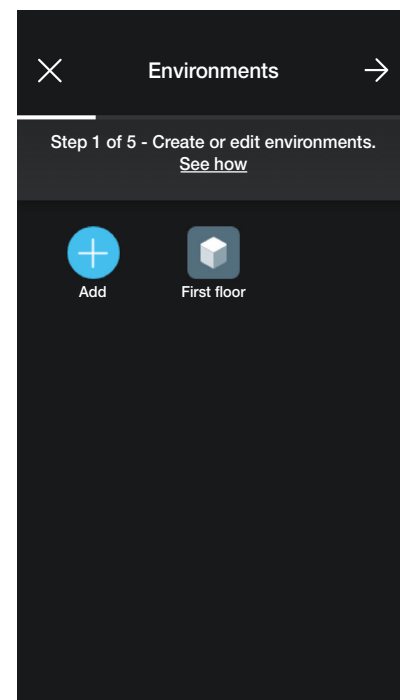 Environments
Step 1 of 5 - Create or edit environments.
See how
Add
First floor